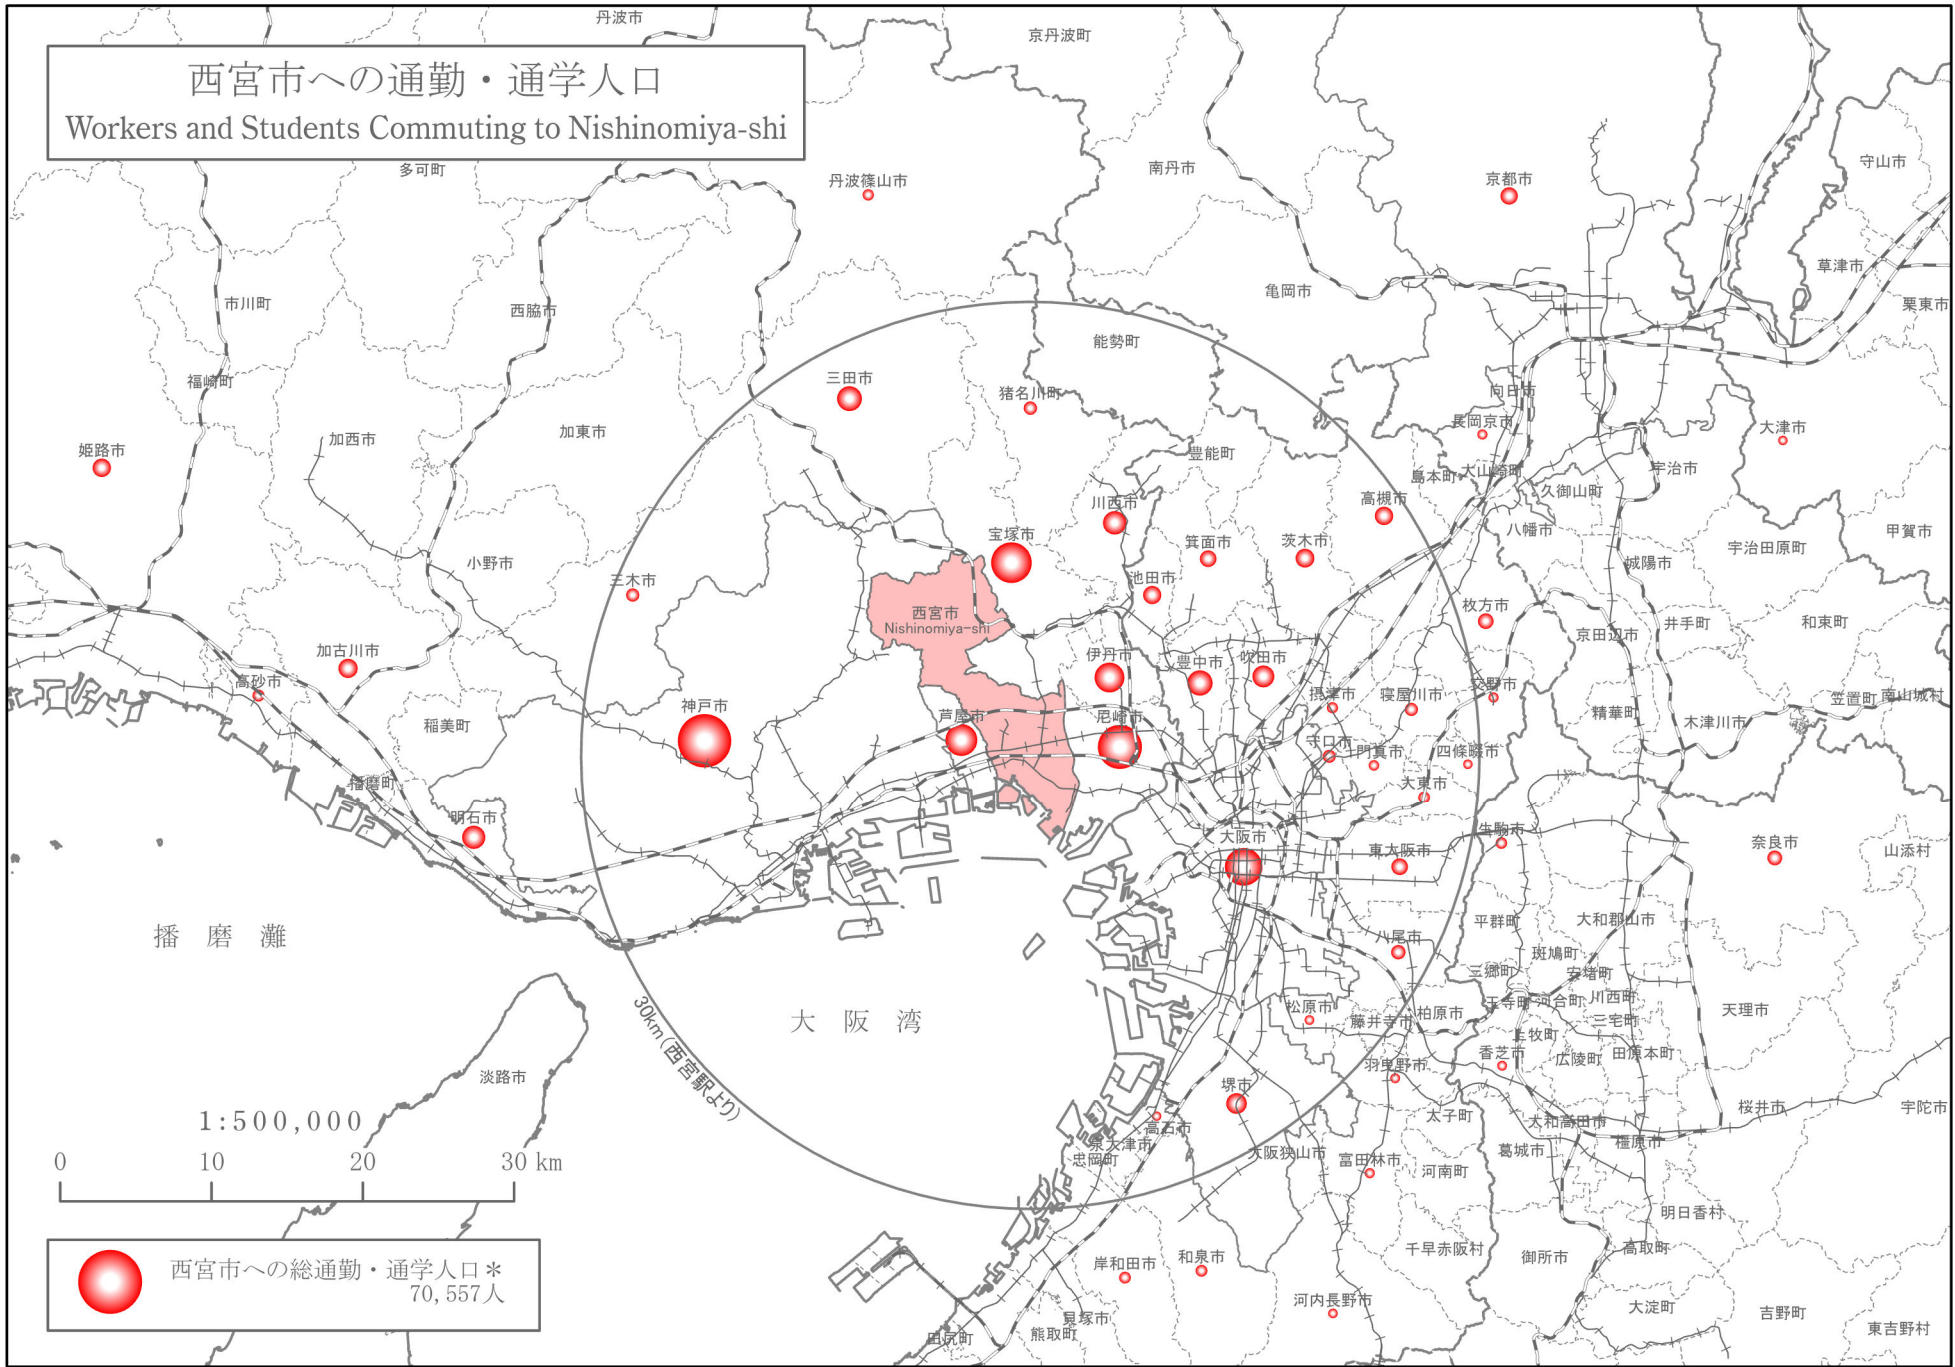 西宮市への通勤・通学人口
Workers and Students Commuting to Nishinomiya-shi
丹波市
京丹波町
多可町
丹波篠山市
南丹市
京都市
守山市
草津市
栗東市
亀岡市
市川町
西脇市
能勢町
福崎町
三田市
猪名川町
向日市
長岡京市
大津市
姫路市
加西市
加東市
豊能町
島本町
大山崎町
宇治市
久御山町
川西市
高槻市
八幡市
宇治田原町
甲賀市
宝塚市
箕面市
茨木市
城陽市
小野市
三木市
池田市
西宮市
Nishinomiya-shi
枚方市
京田辺市
井手町
和束町
加古川市
高砂市
伊丹市
豊中市
吹田市
摂津市
寝屋川市
交野市
精華町
笠置町
南山城村
木津川市
稲美町
神戸市
芦屋市
尼崎市
守口市
門真市
四條畷市
大東市
播磨町
明石市
大阪市
東大阪市
生駒市
奈良市
山添村
播磨灘
平群町
大和郡山市
八尾市
斑鳩町
三郷町
安堵町
松原市
藤井寺市
柏原市
王寺町
河合町
川西町
三宅町
天理市
大阪湾
30km(西宮駅より)
上牧町
香芝市
広陵町
田原本町
羽曳野市
淡路市
堺市
高石市
泉大津市
忠岡町
太子町
大和高田市
橿原市
桜井市
宇陀市
大阪狭山市
富田林市
河南町
葛城市
1:500,000
0 10 20 30 km
明日香村
千早赤阪村
御所市
高取町
岸和田市
和泉市
河内長野市
貝塚市
熊取町
田尻町
大淀町
吉野町
東吉野村
西宮市への総通勤・通学人口*
70,557人